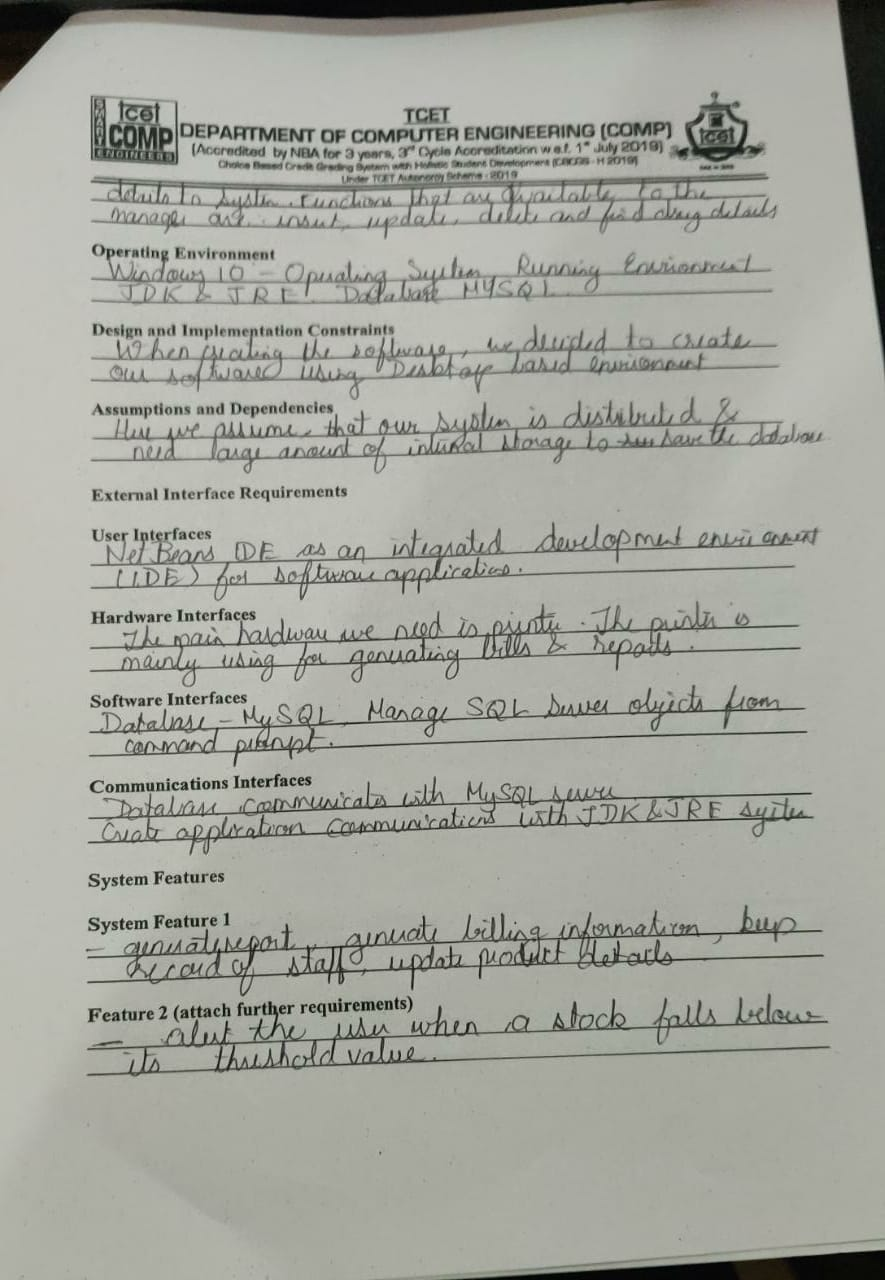 tcet
TCET
SMART
COMP
ENGINEERS
DEPARTMENT OF COMPUTER ENGINEERING (COMP)
tcet
(Accredited by NBA for 3 years, 3rd Cycle Accreditation w.e.f. 1st July 2019)
Choice Based Credit Grading System with Holistic Student Development (CBCGS - H 2019)
Under TCET Autonomy Scheme - 2019
details to system. Functions that are available to the
manager are insert, update, delete and find drug details
Operating Environment
Windows 10 - Operating System, Running Environment
JDK & JRE Database MYSQL
Design and Implementation Constraints
When creating the software, we decided to create
our software using Desktop based environment
Assumptions and Dependencies
Here we assume that our system is distributed &
need large amount of internal storage to save the database
External Interface Requirements
User Interfaces
NetBeans IDE as an integrated development environment
(IDE) for software application.
Hardware Interfaces
The main hardware we need is printer. The printer is
mainly using for generating bills & repoats.
Software Interfaces
Database - MySQL, Manage SQL Server objects from
command prompt.
Communications Interfaces
Database communicates with MySQL server
Create application communications with JDK & JRE system
System Features
System Feature 1
- generate report, generate billing information, keep
record of staff, update product details
Feature 2 (attach further requirements)
- alert the user when a stock falls below
its threshold value.